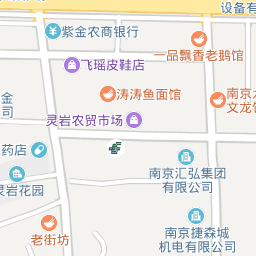 设备有
紫金农商银行
一品飘香老鹅馆
飞瑶皮鞋店
涛涛鱼面馆
南京
文龙
金
司
灵岩农贸市场
药店
南京汇弘集团
有限公司
灵岩花园
老街坊
南京捷森城
机电有限公司